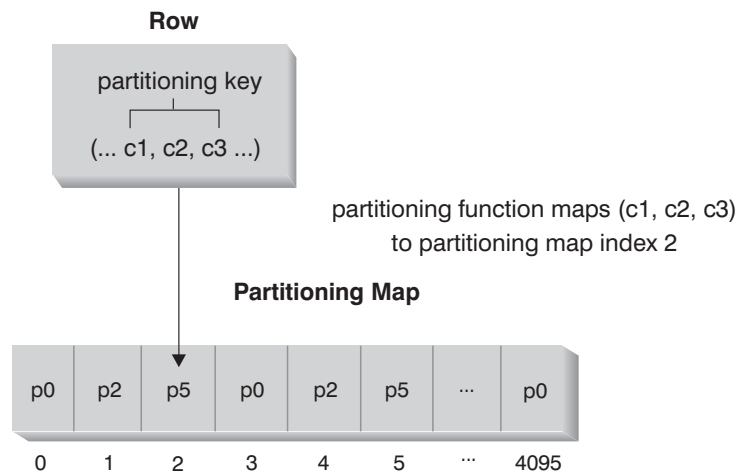 Row
partitioning key
(... c1, c2, c3 ...)
partitioning function maps (c1, c2, c3)
to partitioning map index 2
Partitioning Map
p0 p2 p5 p0 p2 p5 ... p0
0 1 2 3 4 5 ... 4095